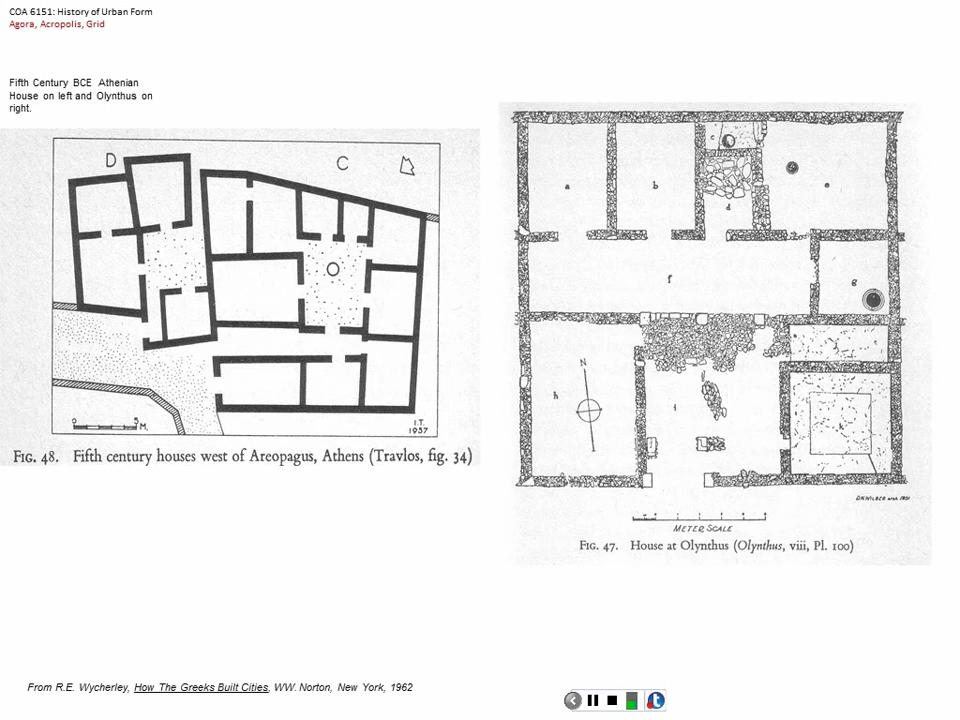 COA 6151: History of Urban Form
Agora, Acropolis, Grid
Fifth Century BCE Athenian
House on left and Olynthus on
right.
D
C
O
0 5 M.
I.T.
1957
FIG. 48. Fifth century houses west of Areopagus, Athens (Travlos, fig. 34)
c
a
b
d
e
f
g
N
h
i
k
METER SCALE
FIG. 47. House at Olynthus (Olynthus, viii, Pl. 100)
From R.E. Wycherley, How The Greeks Built Cities, WW. Norton, New York, 1962